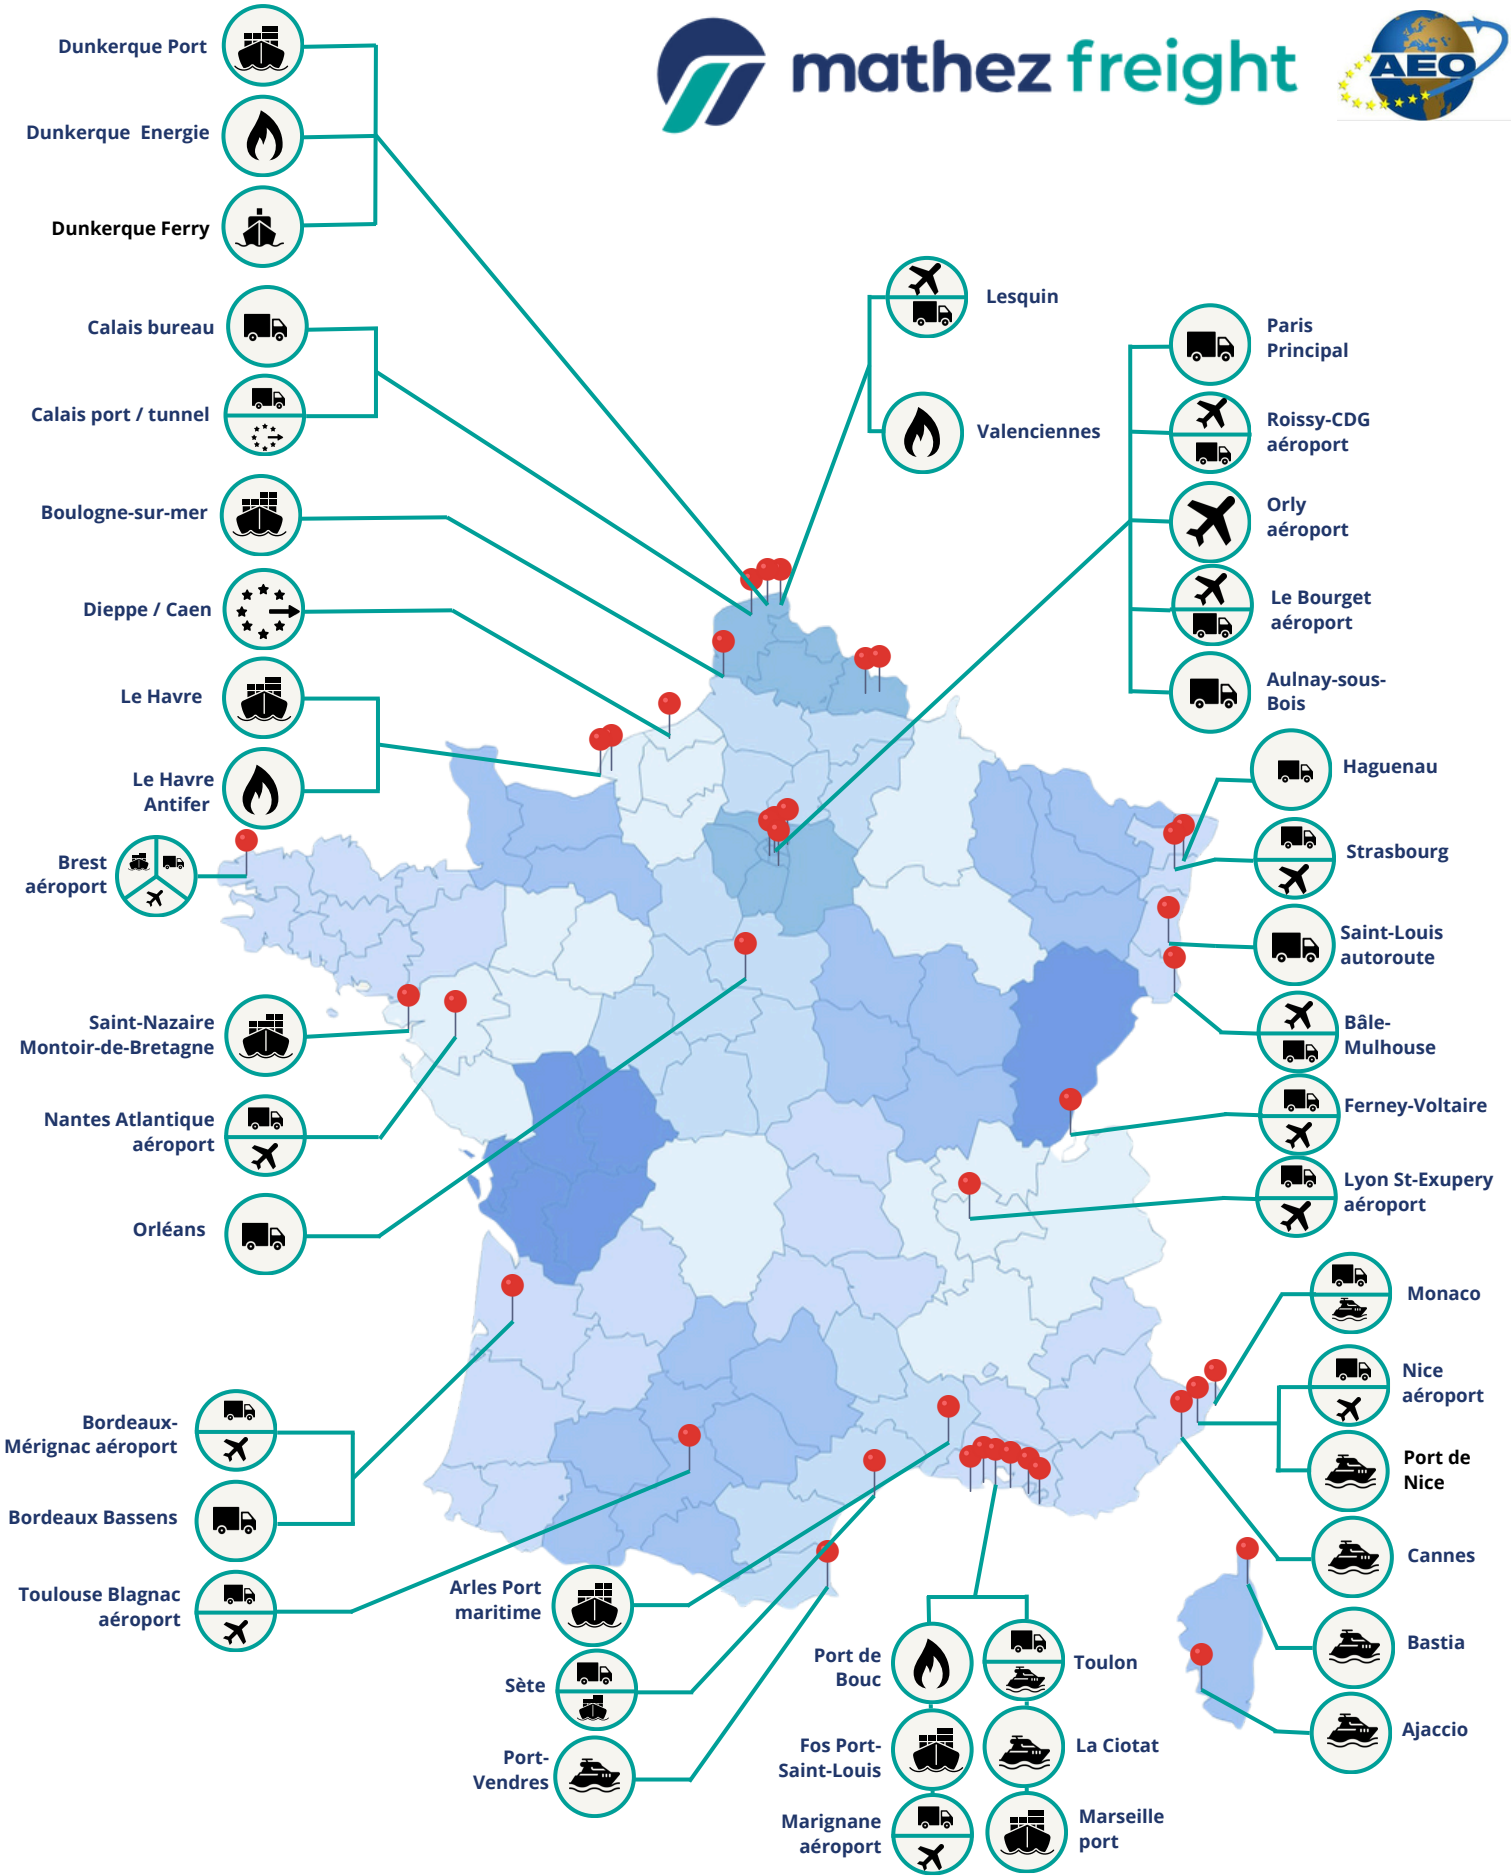 mathez freight
AEO
Dunkerque Port
Dunkerque Energie
Dunkerque Ferry
Calais bureau
Calais port / tunnel
Boulogne-sur-mer
Dieppe / Caen
Le Havre
Le Havre
Antifer
Brest
aéroport
Saint-Nazaire
Montoir-de-Bretagne
Nantes Atlantique
aéroport
Orléans
Bordeaux-
Mérignac aéroport
Bordeaux Bassens
Toulouse Blagnac
aéroport
Lesquin
Valenciennes
Paris
Principal
Roissy-CDG
aéroport
Orly
aéroport
Le Bourget
aéroport
Aulnay-sous-
Bois
Haguenau
Strasbourg
Saint-Louis
autoroute
Bâle-
Mulhouse
Ferney-Voltaire
Lyon St-Exupery
aéroport
Monaco
Nice
aéroport
Port de
Nice
Cannes
Bastia
Ajaccio
Arles Port
maritime
Sète
Port-
Vendres
Port de
Bouc
Fos Port-
Saint-Louis
Marignane
aéroport
Toulon
La Ciotat
Marseille
port